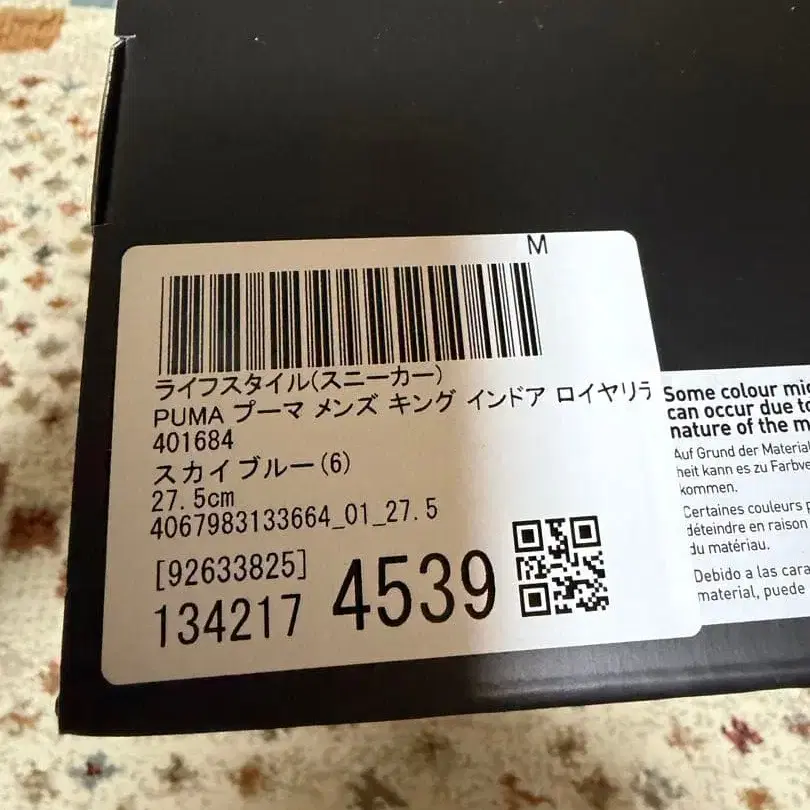 M
ライフスタイル(スニーカー)
PUMA プーマ メンズ キング インドア ロイヤリテ
401684
スカイブルー(6)
27.5cm
4067983133664_01_27.5
[92633825]
134217 4539
Some colour mi
can occur due to
nature of the m
Auf Grund der Material
heit kann es zu Farbve
kommen.
Certaines couleurs p
déteindre en raison
du matériau.
Debido a las cara
material, puede